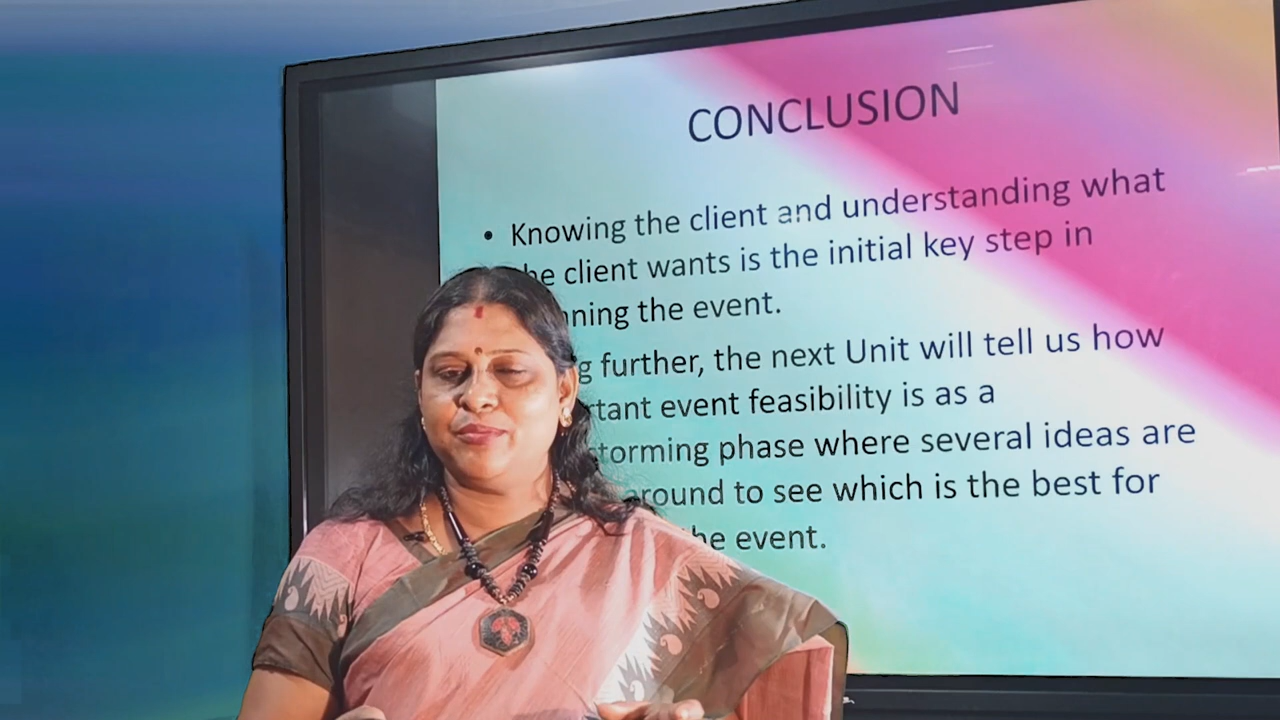 CONCLUSION
• Knowing the client and understanding what
he client wants is the initial key step in
nning the event.
g further, the next Unit will tell us how
rtant event feasibility is as a
storming phase where several ideas are
around to see which is the best for
he event.